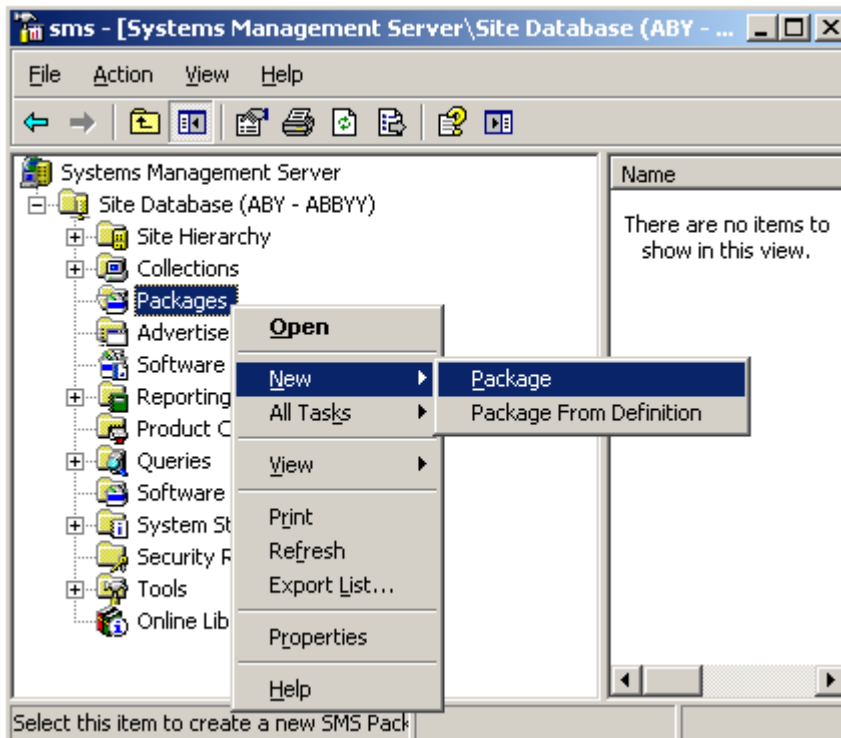 sms - [Systems Management Server\Site Database (ABY - ...
File Action View Help
Systems Management Server
Site Database (ABY - ABBYY)
Site Hierarchy
Collections
Packages
Advertise
Software
Reporting
Product C
Queries
Software
System St
Security R
Tools
Online Lib
Open
New
All Tasks
View
Print
Refresh
Export List...
Properties
Help
Package
Package From Definition
Name
There are no items to
show in this view.
Select this item to create a new SMS Pack